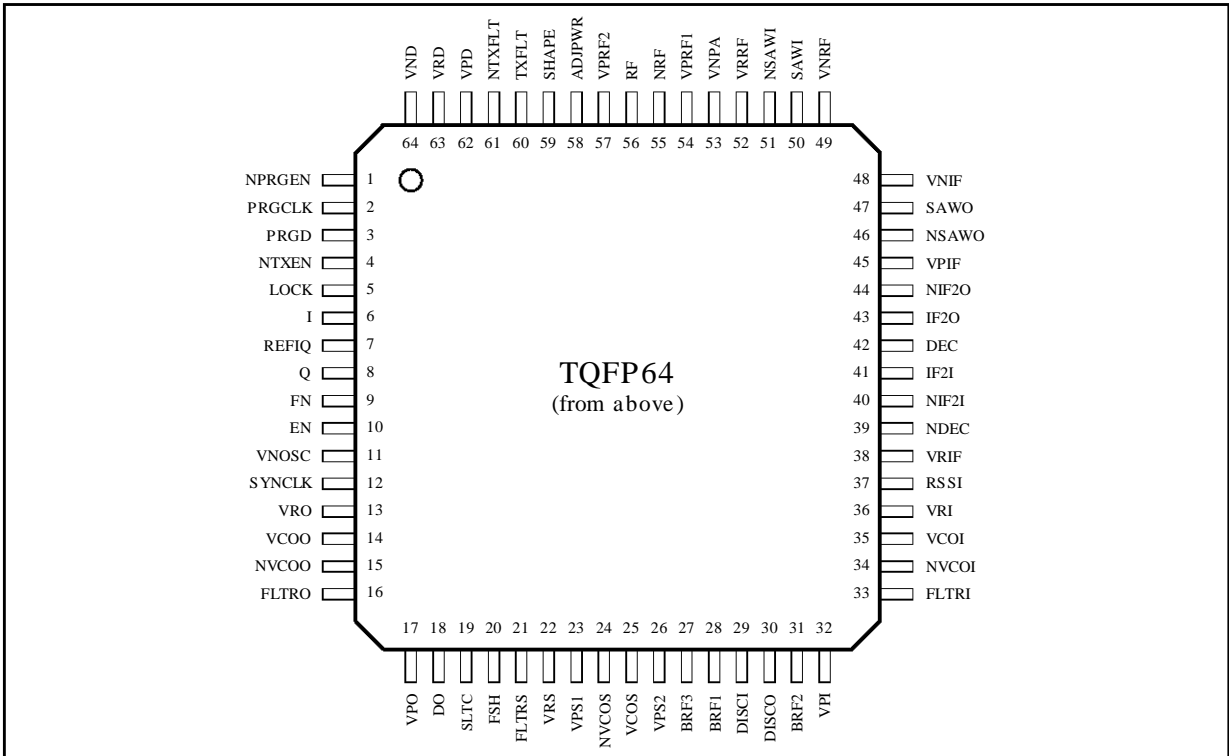 VND VRD VPD NTXFLT TXFLT SHAPE ADJPWR VPRF2 RF NRF VPRF1 VNPA VRRF NSAWI SAWI VNRF
64 63 62 61 60 59 58 57 56 55 54 53 52 51 50 49
NPRGEN 1 48 VNIF
PRGCLK 2 47 SAWO
PRGD 3 46 NSAWO
NTXEN 4 45 VPIF
LOCK 5 44 NIF2O
I 6 43 IF2O
REFIQ 7 42 DEC
Q 8 41 IF2I
FN 9 40 NIF2I
EN 10 39 NDEC
VNOSC 11 38 VRIF
SYNCLK 12 37 RSSI
VRO 13 36 VRI
VCOO 14 35 VCOI
NVCOO 15 34 NVCOI
FLTRO 16 33 FLTRI
TQFP64
(from above)
17 18 19 20 21 22 23 24 25 26 27 28 29 30 31 32
VPO DO SLTC FSH FLTRS VRS VPS1 NVCOS VCOS VPS2 BRF3 BRF1 DISCI DISCO BRF2 VPI